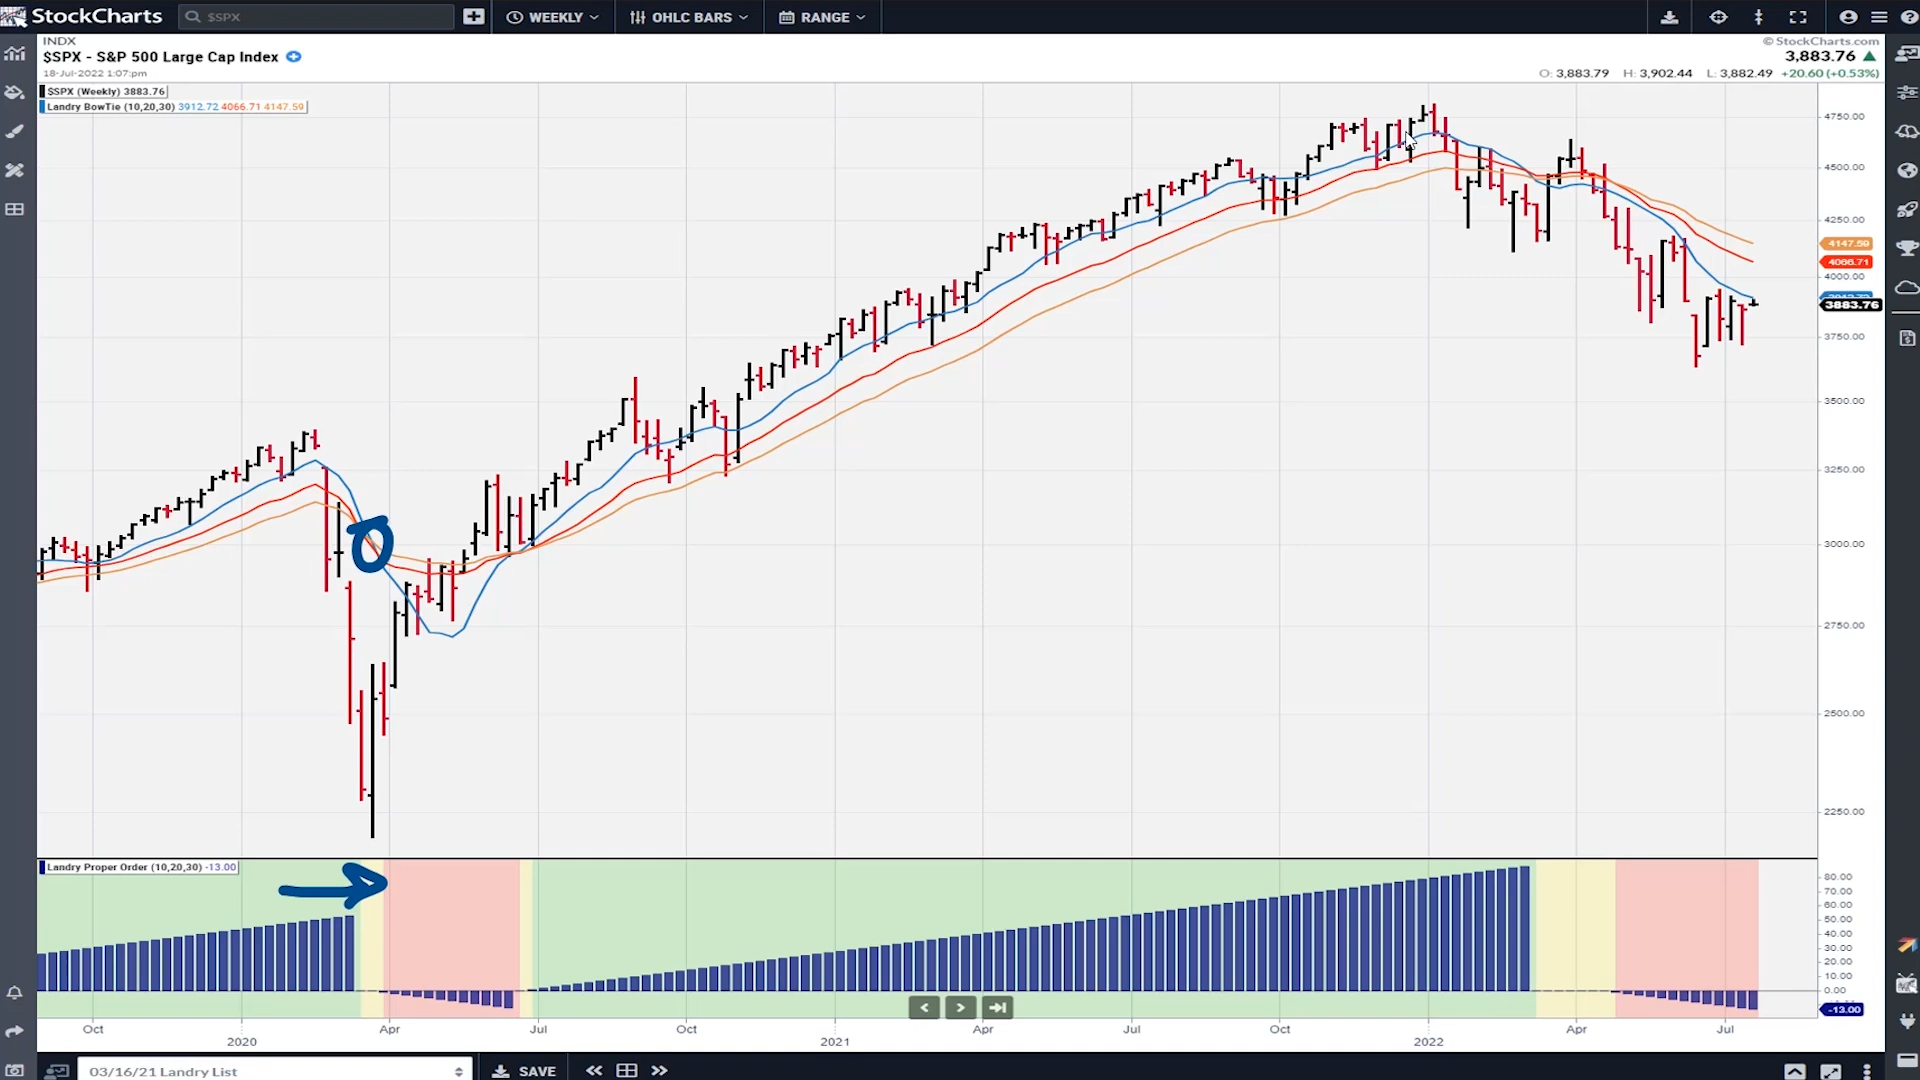 StockCharts
$SPX
WEEKLY
OHLC BARS
RANGE
INDX
© StockCharts.com
$SPX - S&P 500 Large Cap Index
3,883.76
18-Jul-2022 1:07pm
O: 3,883.79 H: 3,902.44 L: 3,882.49 +20.60 (+0.53%)
$SPX (Weekly) 3883.76
Landry BowTie (10,20,30) 3912.72 4066.71 4147.59
4750.00
4500.00
4250.00
4147.59
4066.71
4000.00
3883.76
3750.00
3500.00
3250.00
3000.00
2750.00
2500.00
2250.00
Landry Proper Order (10,20,30) -13.00
80.00
70.00
60.00
50.00
40.00
30.00
20.00
10.00
0.00
-13.00
Oct Apr Jul Oct Apr Jul Oct Apr Jul
2020 2021 2022
03/16/21 Landry List
SAVE